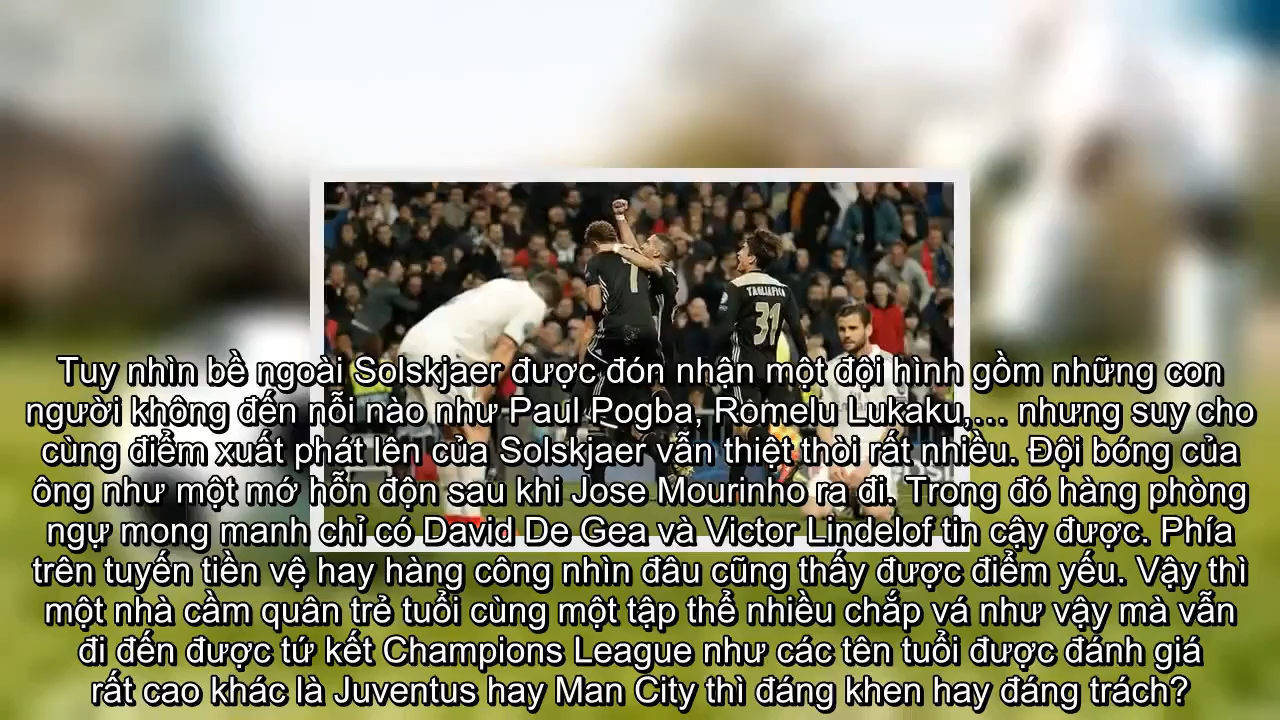 7
TAGLIAFICO
31
Tuy nhìn bề ngoài Solskjaer được đón nhận một đội hình gồm những con
người không đến nỗi nào như Paul Pogba, Romelu Lukaku,... nhưng suy cho
cùng điểm xuất phát lên của Solskjaer vẫn thiệt thòi rất nhiều. Đội bóng của
ông như một mớ hỗn độn sau khi Jose Mourinho ra đi. Trong đó hàng phòng
ngự mong manh chỉ có David De Gea và Victor Lindelof tin cậy được. Phía
trên tuyến tiền vệ hay hàng công nhìn đâu cũng thấy được điểm yếu. Vậy thì
một nhà cầm quân trẻ tuổi cùng một tập thể nhiều chắp vá như vậy mà vẫn
đi đến được tứ kết Champions League như các tên tuổi được đánh giá
rất cao khác là Juventus hay Man City thì đáng khen hay đáng trách?